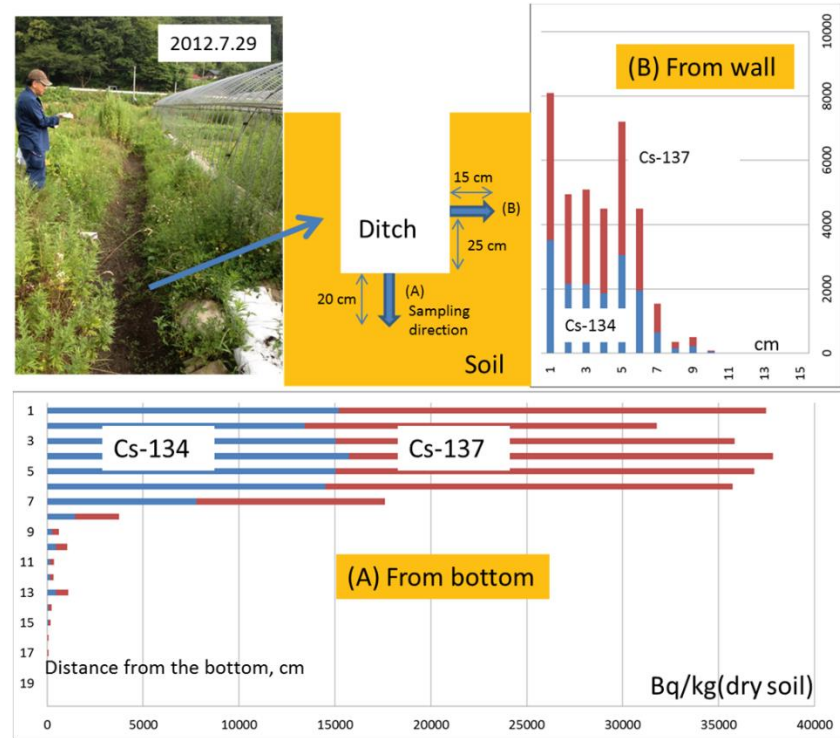 2012.7.29
Ditch
15 cm
(B)
25 cm
20 cm
(A)
Sampling
direction
Soil
(B) From wall
Cs-137
Cs-134
cm
1
3
5
7
9
11
13
15
0
2000
4000
6000
8000
10000
1
3
5
7
9
11
13
15
17
19
Cs-134
Cs-137
(A) From bottom
Distance from the bottom, cm
Bq/kg(dry soil)
0
5000
10000
15000
20000
25000
30000
35000
40000